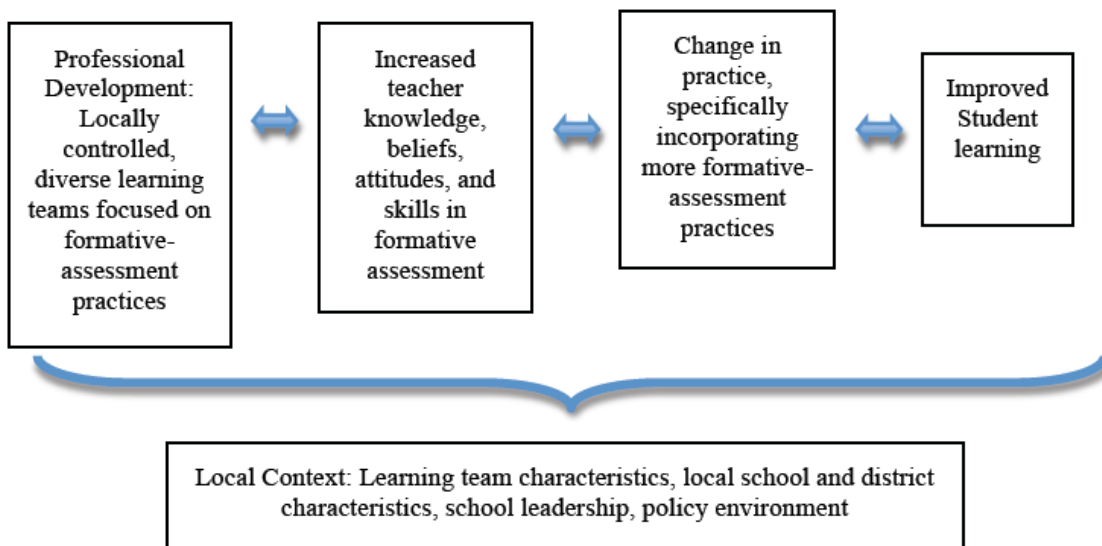 Professional
Development:
Locally
controlled,
diverse learning
teams focused on
formative-
assessment
practices
Increased
teacher
knowledge,
beliefs,
attitudes, and
skills in
formative
assessment
Change in
practice,
specifically
incorporating
more formative-
assessment
practices
Improved
Student
learning
Local Context: Learning team characteristics, local school and district
characteristics, school leadership, policy environment